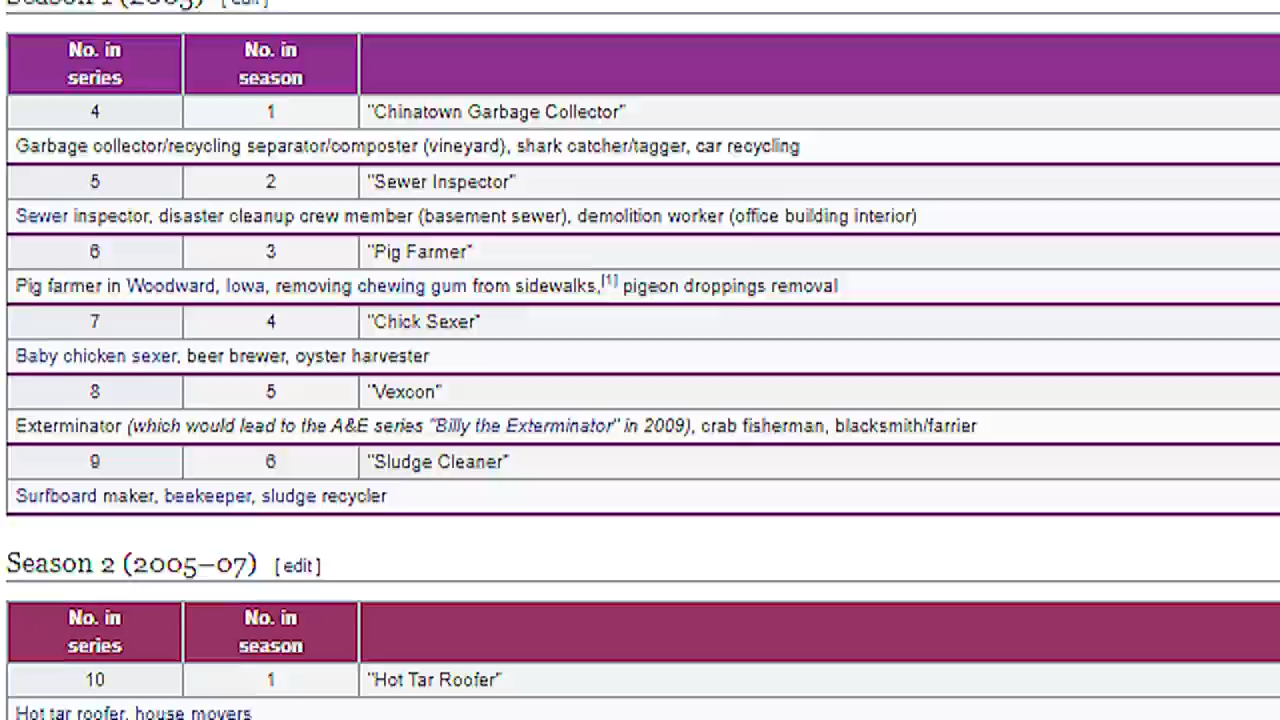 Season 1 (2005) [ edit ]
No. in series No. in season
4 1 "Chinatown Garbage Collector"
Garbage collector/recycling separator/composter (vineyard), shark catcher/tagger, car recycling
5 2 "Sewer Inspector"
Sewer inspector, disaster cleanup crew member (basement sewer), demolition worker (office building interior)
6 3 "Pig Farmer"
Pig farmer in Woodward, Iowa, removing chewing gum from sidewalks,[1] pigeon droppings removal
7 4 "Chick Sexer"
Baby chicken sexer, beer brewer, oyster harvester
8 5 "Vexcon"
Exterminator (which would lead to the A&E series "Billy the Exterminator" in 2009), crab fisherman, blacksmith/farrier
9 6 "Sludge Cleaner"
Surfboard maker, beekeeper, sludge recycler
Season 2 (2005–07) [ edit ]
No. in series No. in season
10 1 "Hot Tar Roofer"
Hot tar roofer, house movers